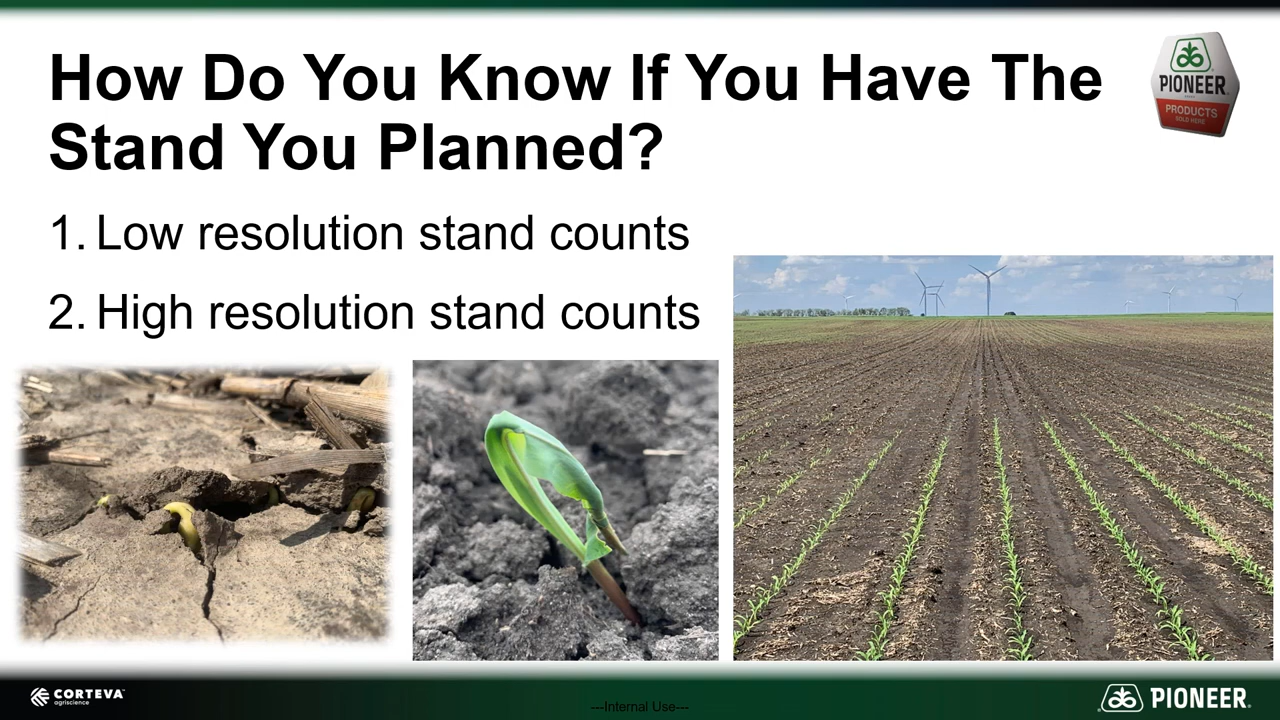 How Do You Know If You Have The
Stand You Planned?
PIONEER
PRODUCTS
SOLD HERE
1. Low resolution stand counts
2. High resolution stand counts
CORTEVA
agriscience
---Internal Use---
PIONEER